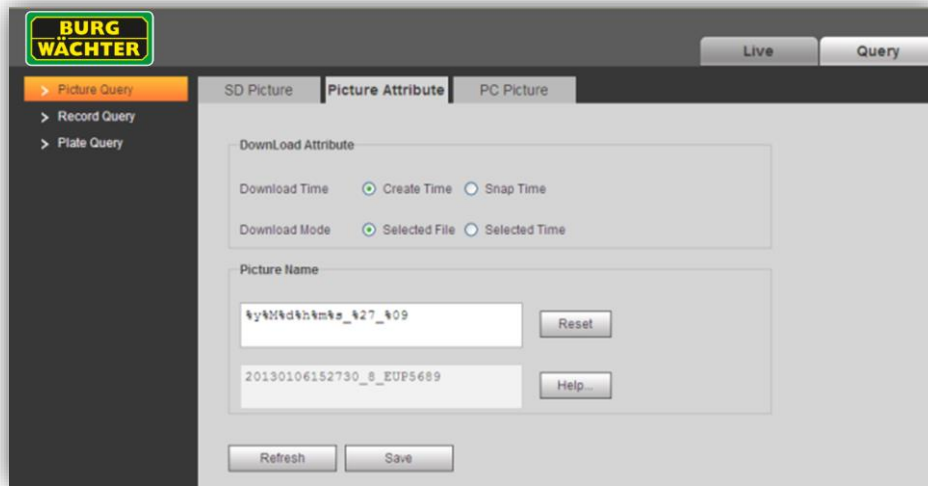 BURG
WÄCHTER
Live Query
> Picture Query
> Record Query
> Plate Query
SD Picture Picture Attribute PC Picture
DownLoad Attribute
Download Time Create Time Snap Time
Download Mode Selected File Selected Time
Picture Name
%y%M%d%h%m%s_%27_%09
Reset
20130106152730_8_EUP5689
Help...
Refresh Save